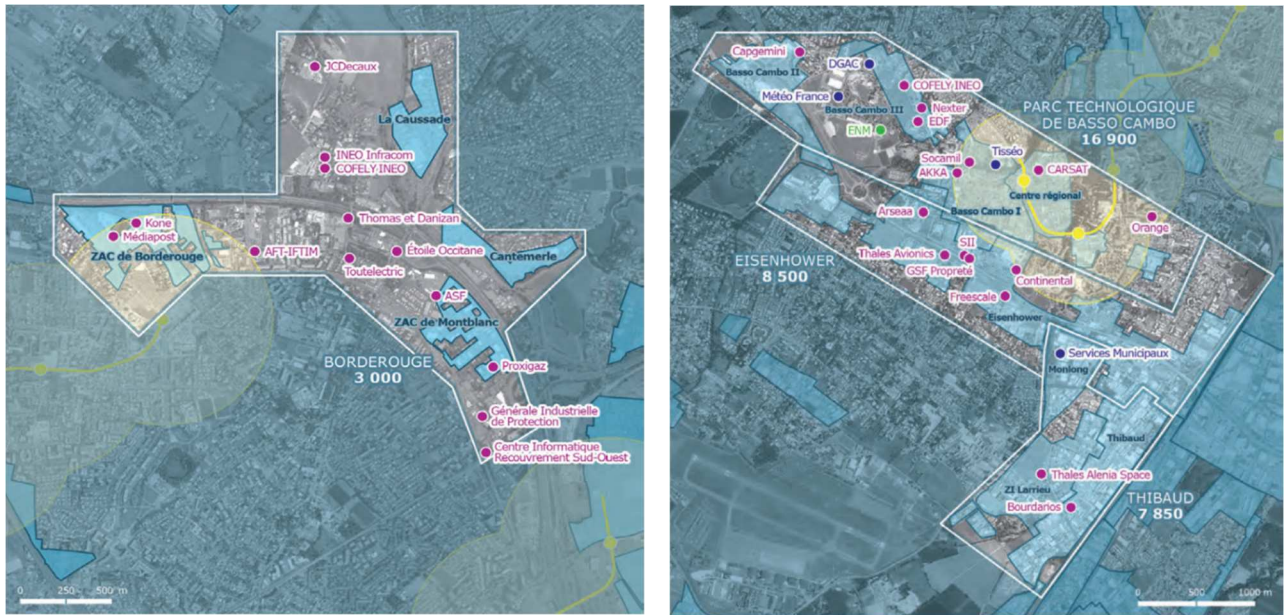 JCDecaux
La Caussade
INEO Infracom
COFELY INEO
Thomas et Danizan
Kone
Médiapost
ZAC de Borderouge
AFT-IFTIM
Étoile Occitane
Cantemerle
Toutelectric
ASF
ZAC de Montblanc
BORDEROUGE
3 000
Proxigaz
Générale Industrielle
de Protection
Centre Informatique
Recouvrement Sud-Ouest
0 250 500 m
Capgemini
Basso Cambo II
DGAC
COFELY INEO
Météo France
Basso Cambo III
Nexter
EDF
ENM
PARC TECHNOLOGIQUE
DE BASSO CAMBO
16 900
Socamil
Tisséo
AKKA
CARSAT
Centre régional
Arseaa
Basso Cambo I
Orange
EISENHOWER
8 500
Thales Avionics
SII
GSF Propreté
Continental
Freescale
Eisenhower
Services Municipaux
Monlong
Thibaud
Thales Alenia Space
ZI Larrieu
Bourdarios
THIBAUD
7 850
0 500 1000 m